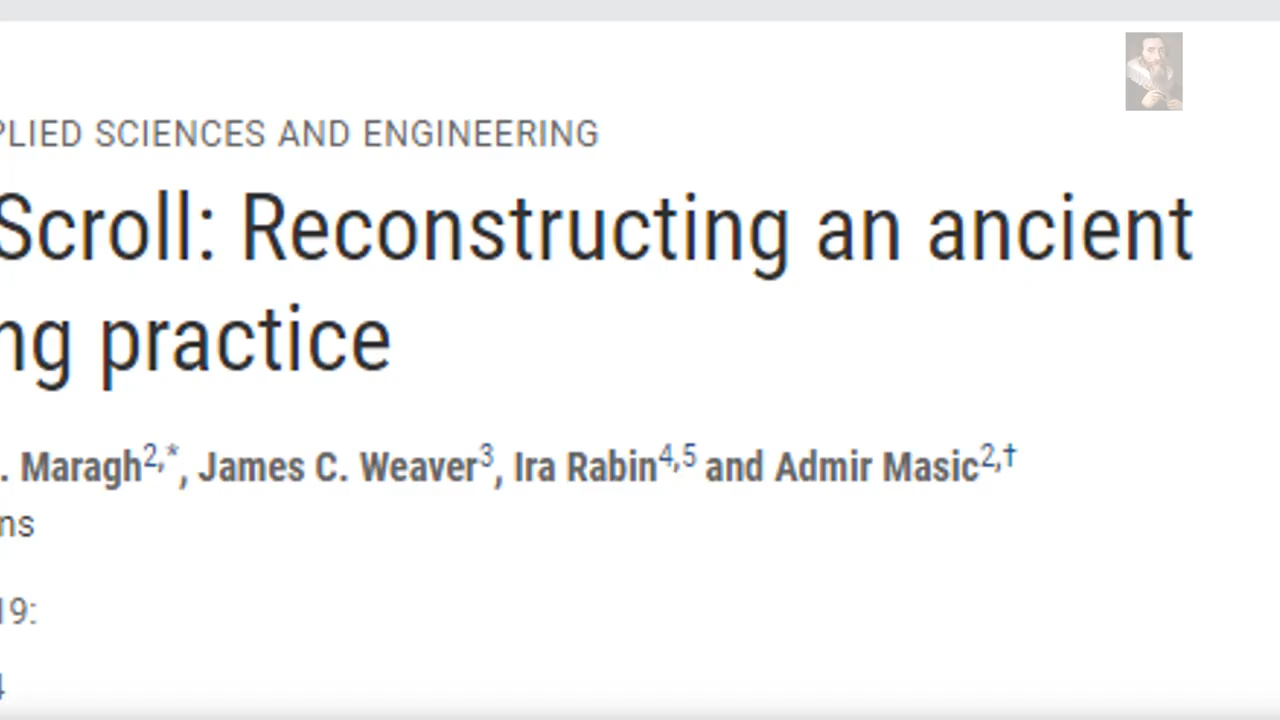 PLIED SCIENCES AND ENGINEERING
Scroll: Reconstructing an ancient
ng practice
. Maragh2,*, James C. Weaver3, Ira Rabin4,5 and Admir Masic2,†
ns
19:
4